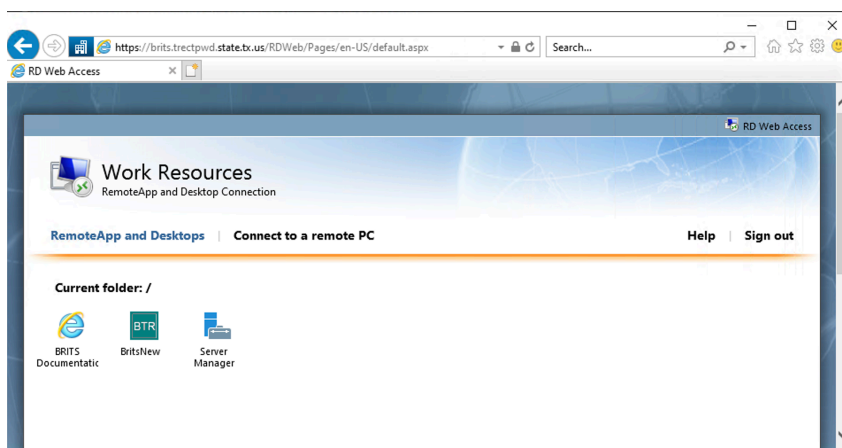 https://brits.trectpwd.state.tx.us/RDWeb/Pages/en-US/default.aspx
Search...
RD Web Access
RD Web Access
Work Resources
RemoteApp and Desktop Connection
RemoteApp and Desktops | Connect to a remote PC
Help | Sign out
Current folder: /
BTR
BRITS
Documentatic
BritsNew
Server
Manager